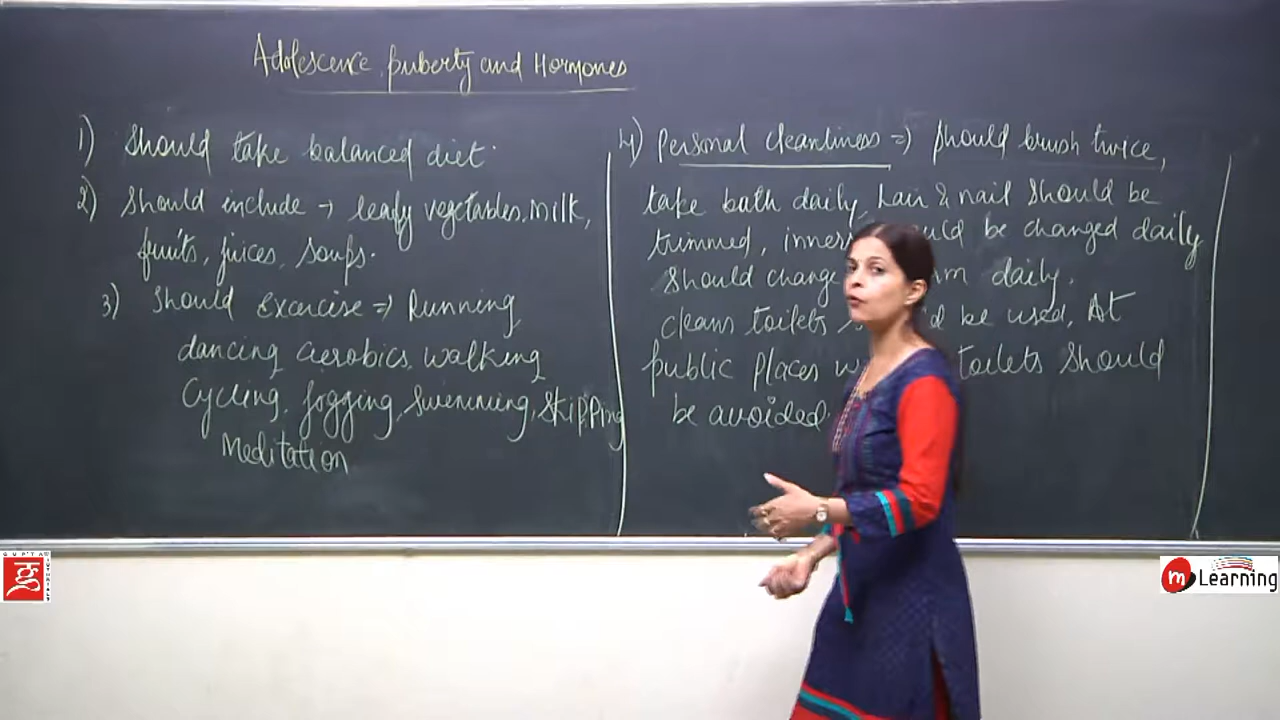 Adolescence, puberty and Hormones
1) Should take balanced diet.
2) Should include → leafy vegetables, milk,
fruits, juices, soups.
3) Should Exercise ⇒ Running,
dancing aerobics, walking
Cycling, Jogging, Swimming, Skipping
Meditation
4) Personal cleanliness ⇒ Should brush twice,
take bath daily, hair & nail should be
trimmed, inners be changed daily
Should change daily,
cleans toilets be used, At
public places toilets should
be avoided.
GUPTA
m Learning